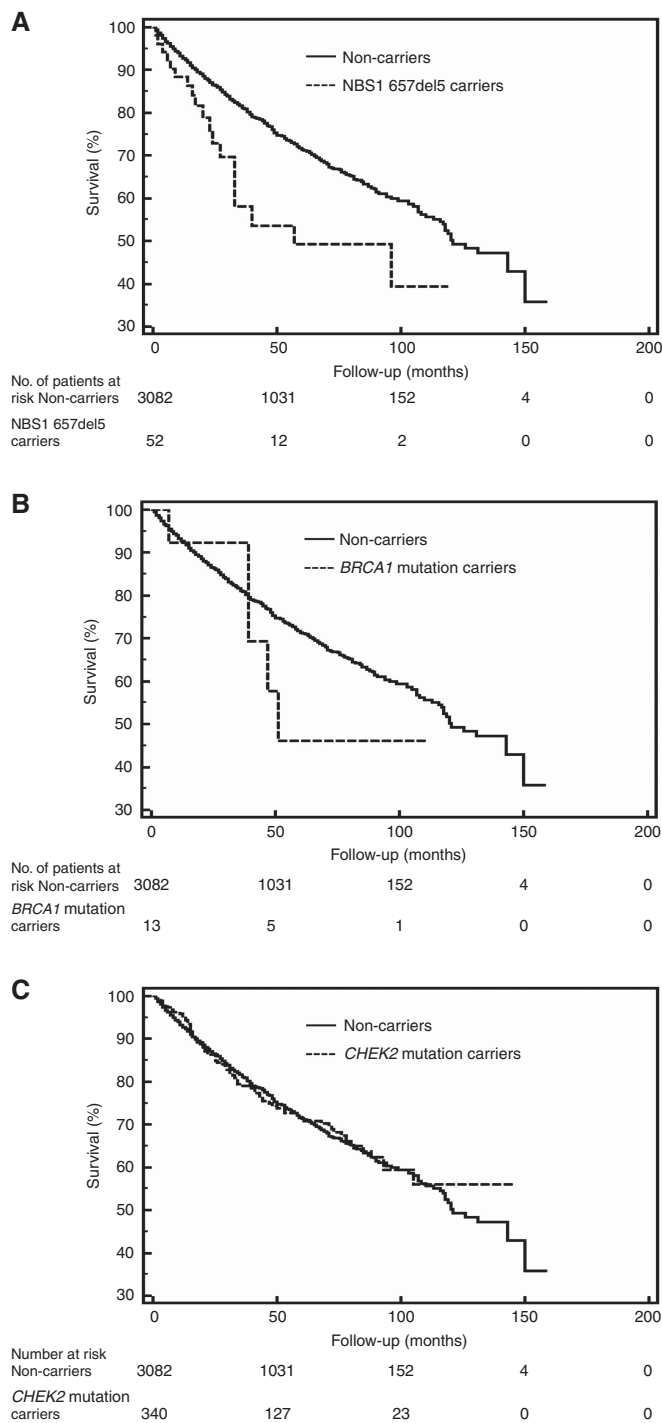 A
100
90
80
70
60
50
40
30
Survival (%)
Non-carriers
NBS1 657del5 carriers
0 50 100 150 200
Follow-up (months)
No. of patients at
risk Non-carriers 3082 1031 152 4 0
NBS1 657del5
carriers 52 12 2 0 0
B
100
90
80
70
60
50
40
30
Survival (%)
Non-carriers
BRCA1 mutation carriers
0 50 100 150 200
Follow-up (months)
No. of patients at
risk Non-carriers 3082 1031 152 4 0
BRCA1 mutation
carriers 13 5 1 0 0
C
100
90
80
70
60
50
40
30
Survival (%)
Non-carriers
CHEK2 mutation carriers
0 50 100 150 200
Follow-up (months)
Number at risk
Non-carriers 3082 1031 152 4 0
CHEK2 mutation
carriers 340 127 23 0 0